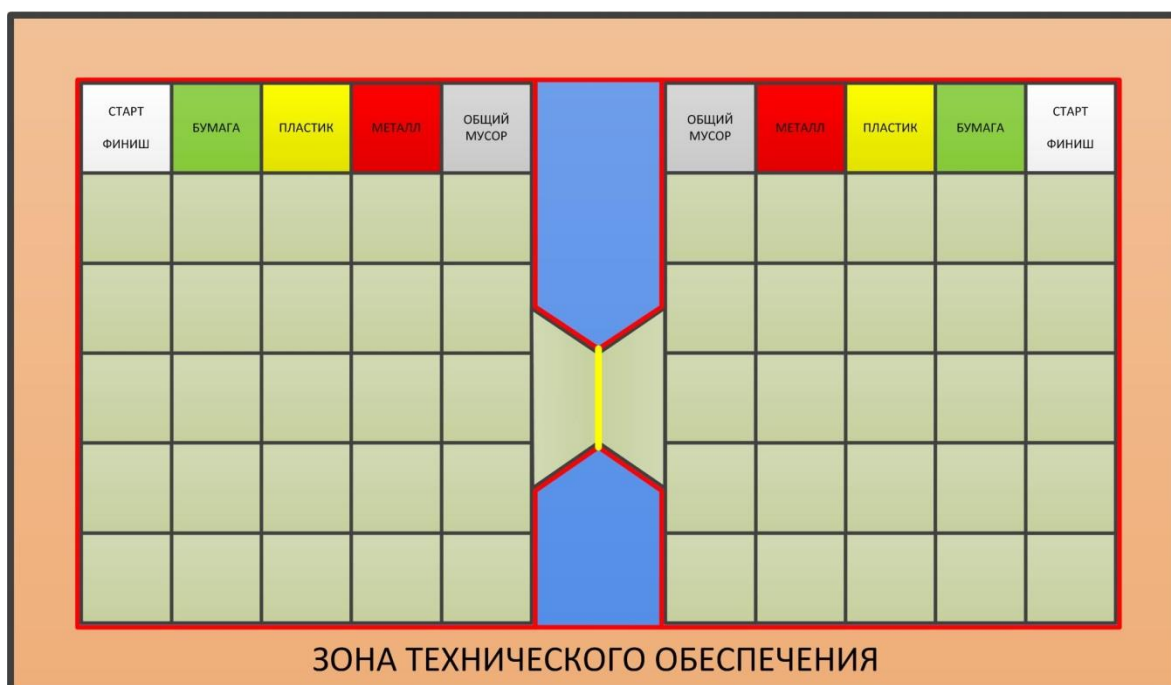 СТАРТ
ФИНИШ
БУМАГА
ПЛАСТИК
МЕТАЛЛ
ОБЩИЙ
МУСОР
ОБЩИЙ
МУСОР
МЕТАЛЛ
ПЛАСТИК
БУМАГА
СТАРТ
ФИНИШ
ЗОНА ТЕХНИЧЕСКОГО ОБЕСПЕЧЕНИЯ